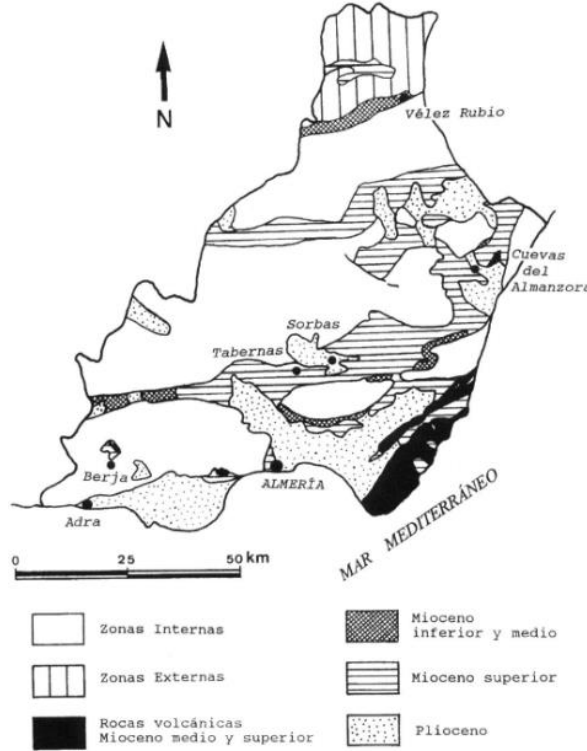 N
Vélez Rubio
Cuevas
del
Almanzora
Sorbas
Tabernas
Berja
ALMERÍA
Adra
MAR MEDITERRÁNEO
0 25 50 km
Zonas Internas
Zonas Externas
Rocas volcánicas
Mioceno medio y superior
Mioceno
inferior y medio
Mioceno superior
Plioceno